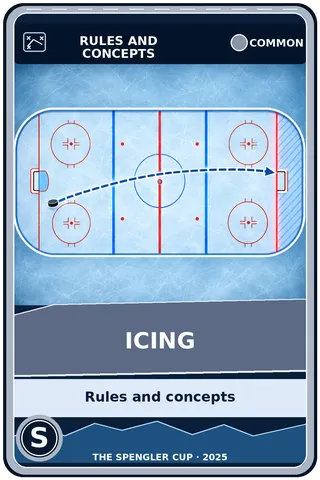 RULES AND
CONCEPTS
COMMON
ICING
Rules and concepts
S
THE SPENGLER CUP · 2025